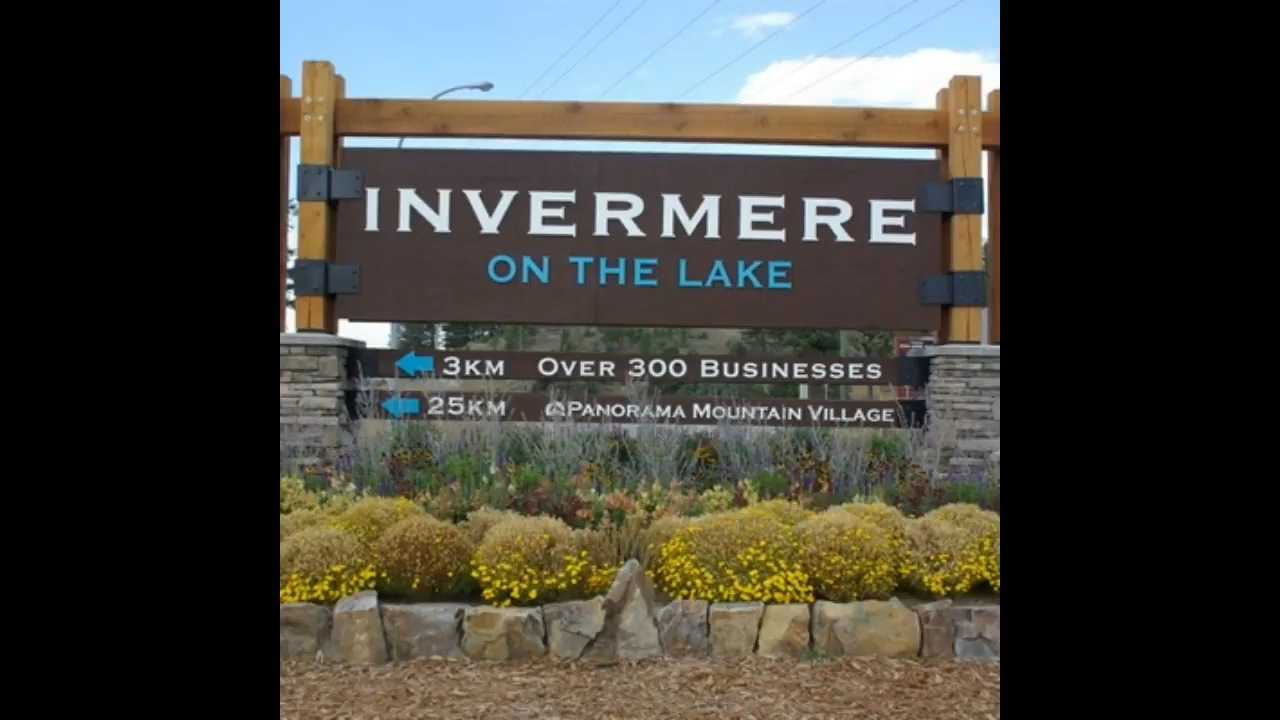 INVERMERE
ON THE LAKE
3KM OVER 300 BUSINESSES
25KM PANORAMA MOUNTAIN VILLAGE